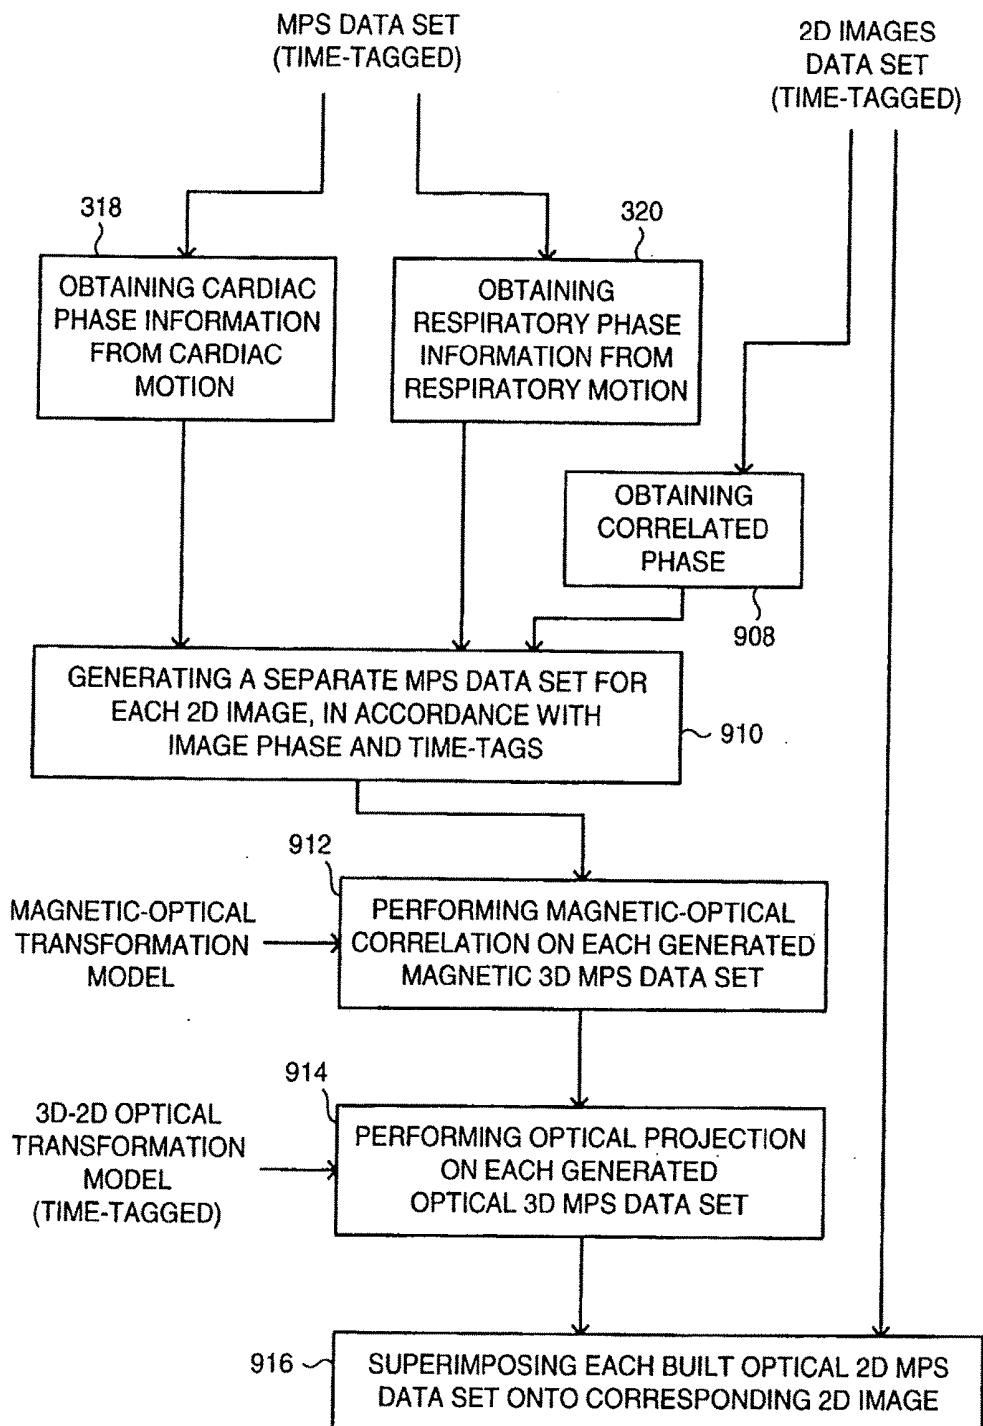 MPS DATA SET
(TIME-TAGGED)
2D IMAGES
DATA SET
(TIME-TAGGED)
318
320
OBTAINING CARDIAC
PHASE INFORMATION
FROM CARDIAC
MOTION
OBTAINING
RESPIRATORY PHASE
INFORMATION FROM
RESPIRATORY MOTION
OBTAINING
CORRELATED
PHASE
908
GENERATING A SEPARATE MPS DATA SET FOR
EACH 2D IMAGE, IN ACCORDANCE WITH
IMAGE PHASE AND TIME-TAGS
910
912
MAGNETIC-OPTICAL
TRANSFORMATION
MODEL
PERFORMING MAGNETIC-OPTICAL
CORRELATION ON EACH GENERATED
MAGNETIC 3D MPS DATA SET
914
3D-2D OPTICAL
TRANSFORMATION
MODEL
(TIME-TAGGED)
PERFORMING OPTICAL PROJECTION
ON EACH GENERATED
OPTICAL 3D MPS DATA SET
916
SUPERIMPOSING EACH BUILT OPTICAL 2D MPS
DATA SET ONTO CORRESPONDING 2D IMAGE